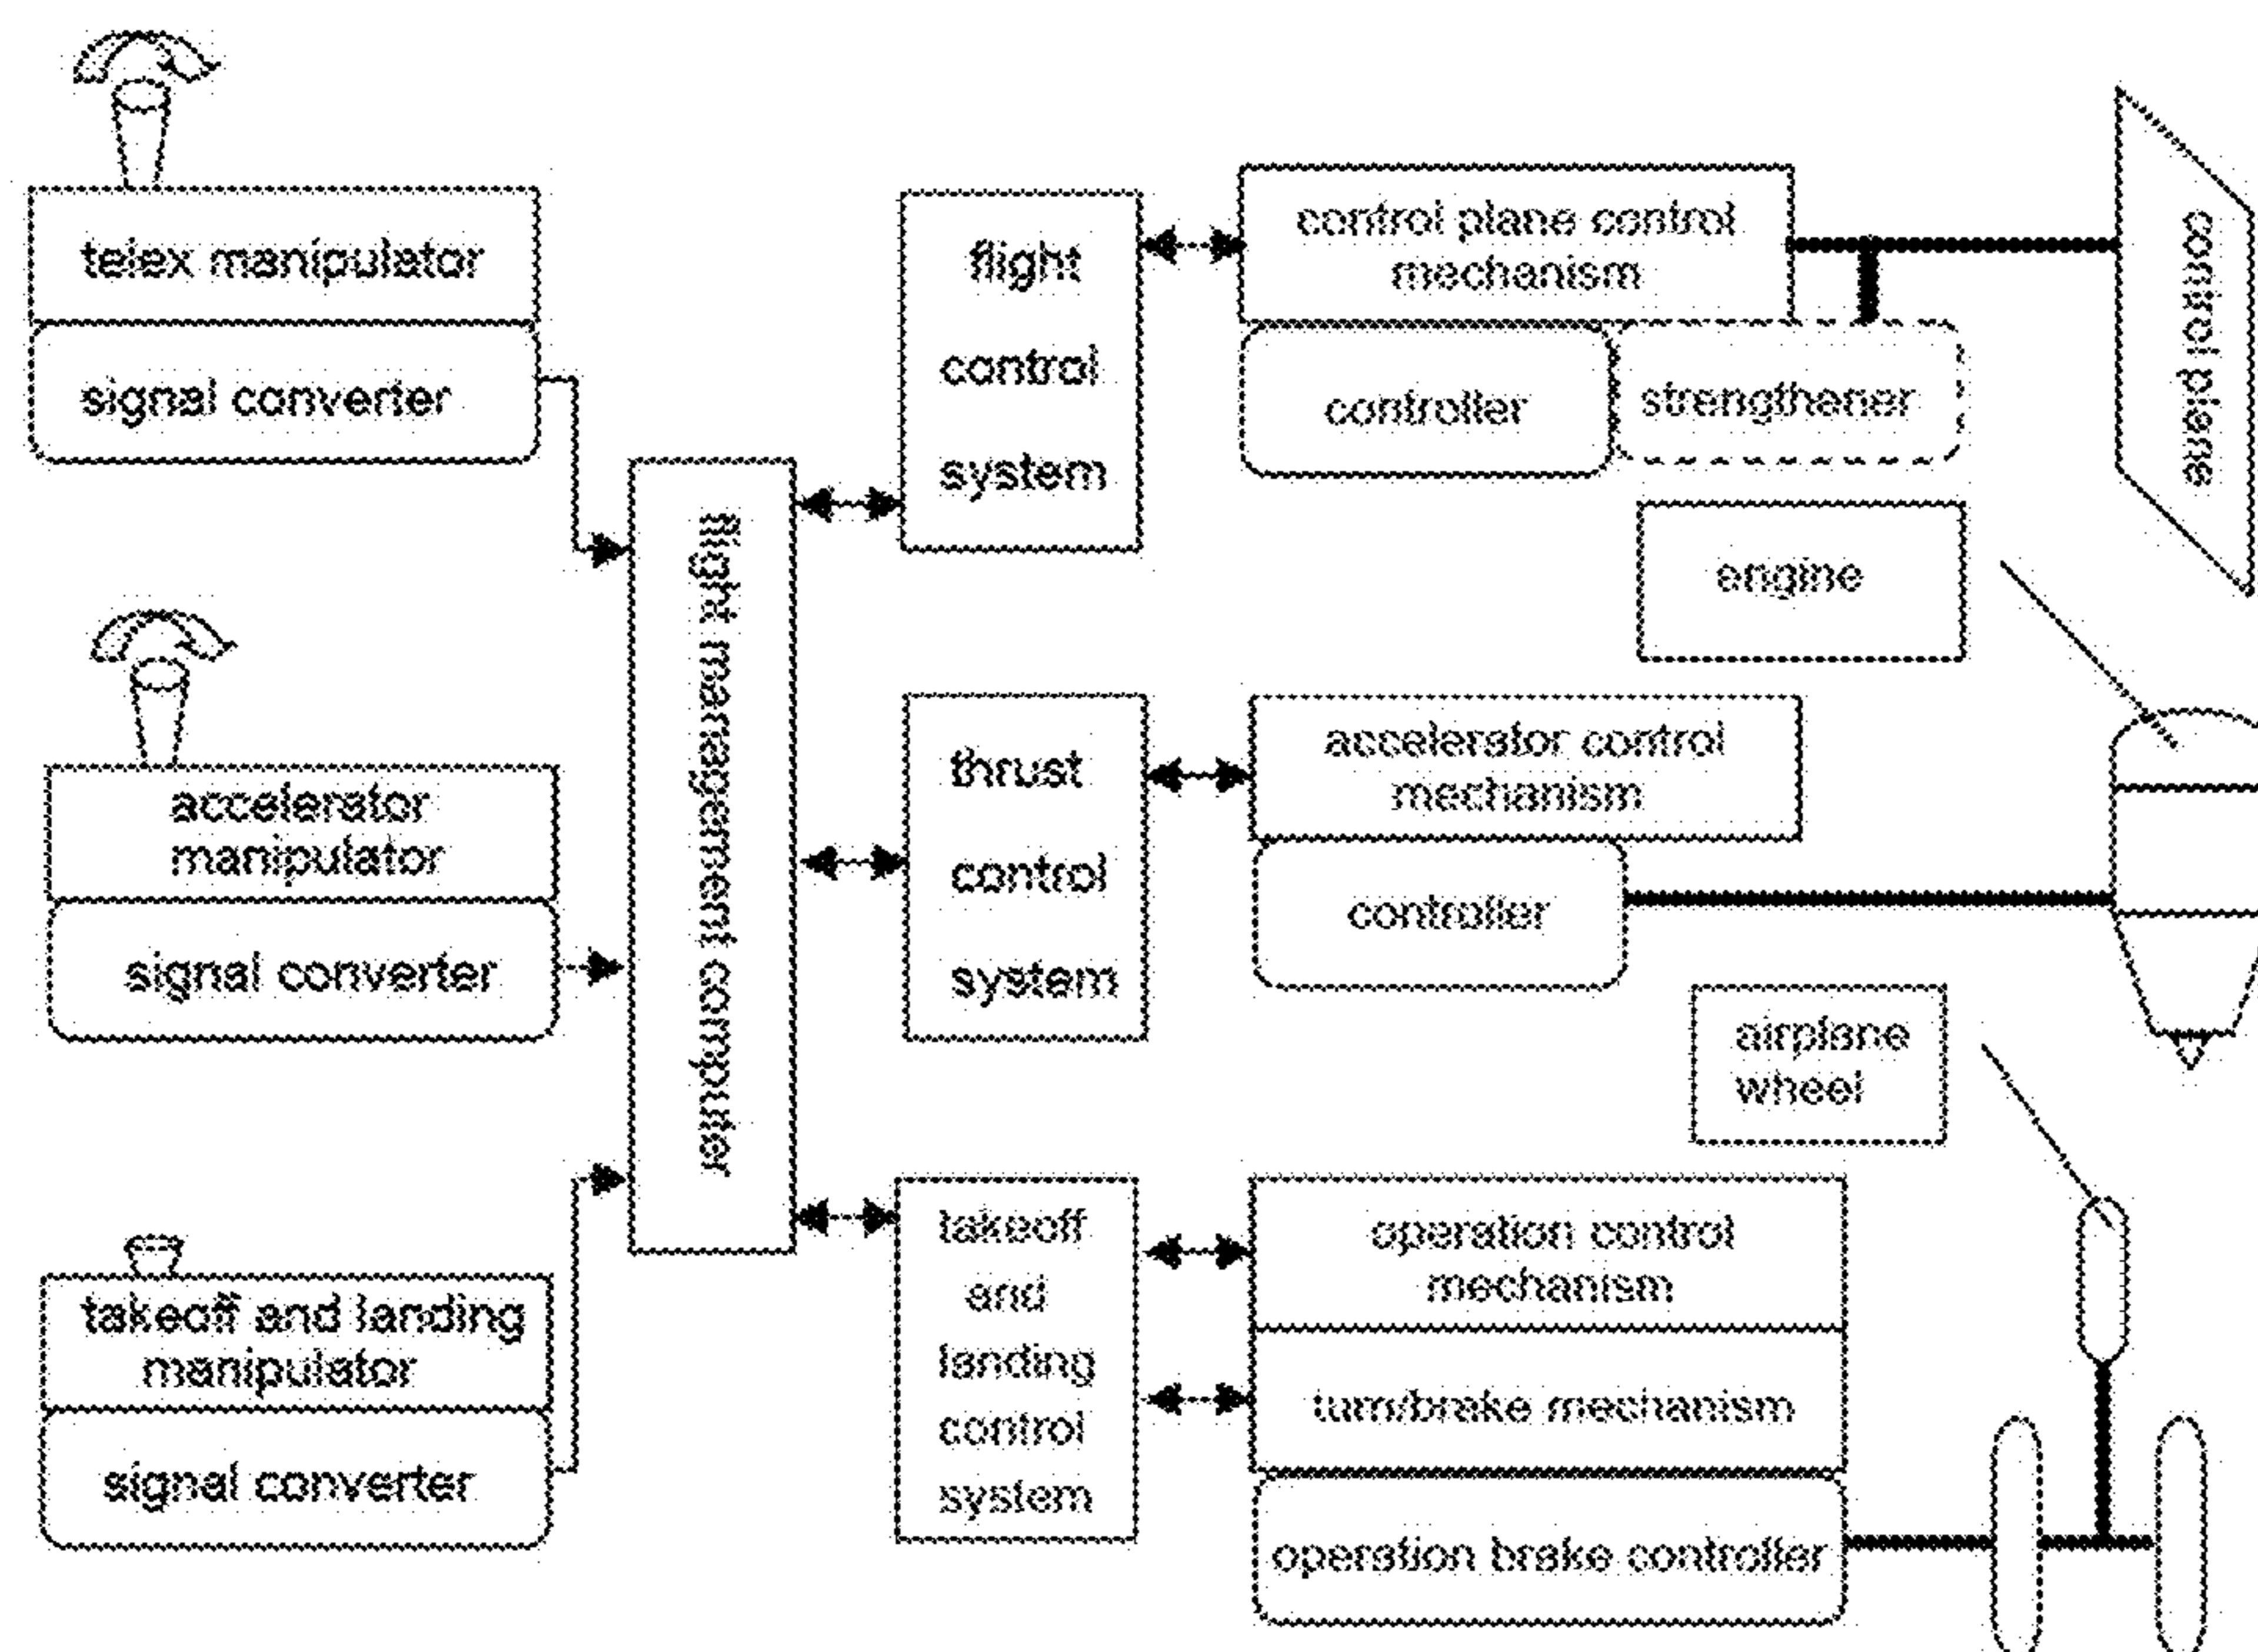 telex manipulator
signal converter
accelerator
manipulator
signal converter
takeoff and landing
manipulator
signal converter
flight management computer
flight
control
system
thrust
control
system
takeoff
and
landing
control
system
control plane control
mechanism
controller
strengthener
engine
accelerator control
mechanism
controller
airplane
wheel
operation control
mechanism
turn/brake mechanism
operation brake controller
control plane